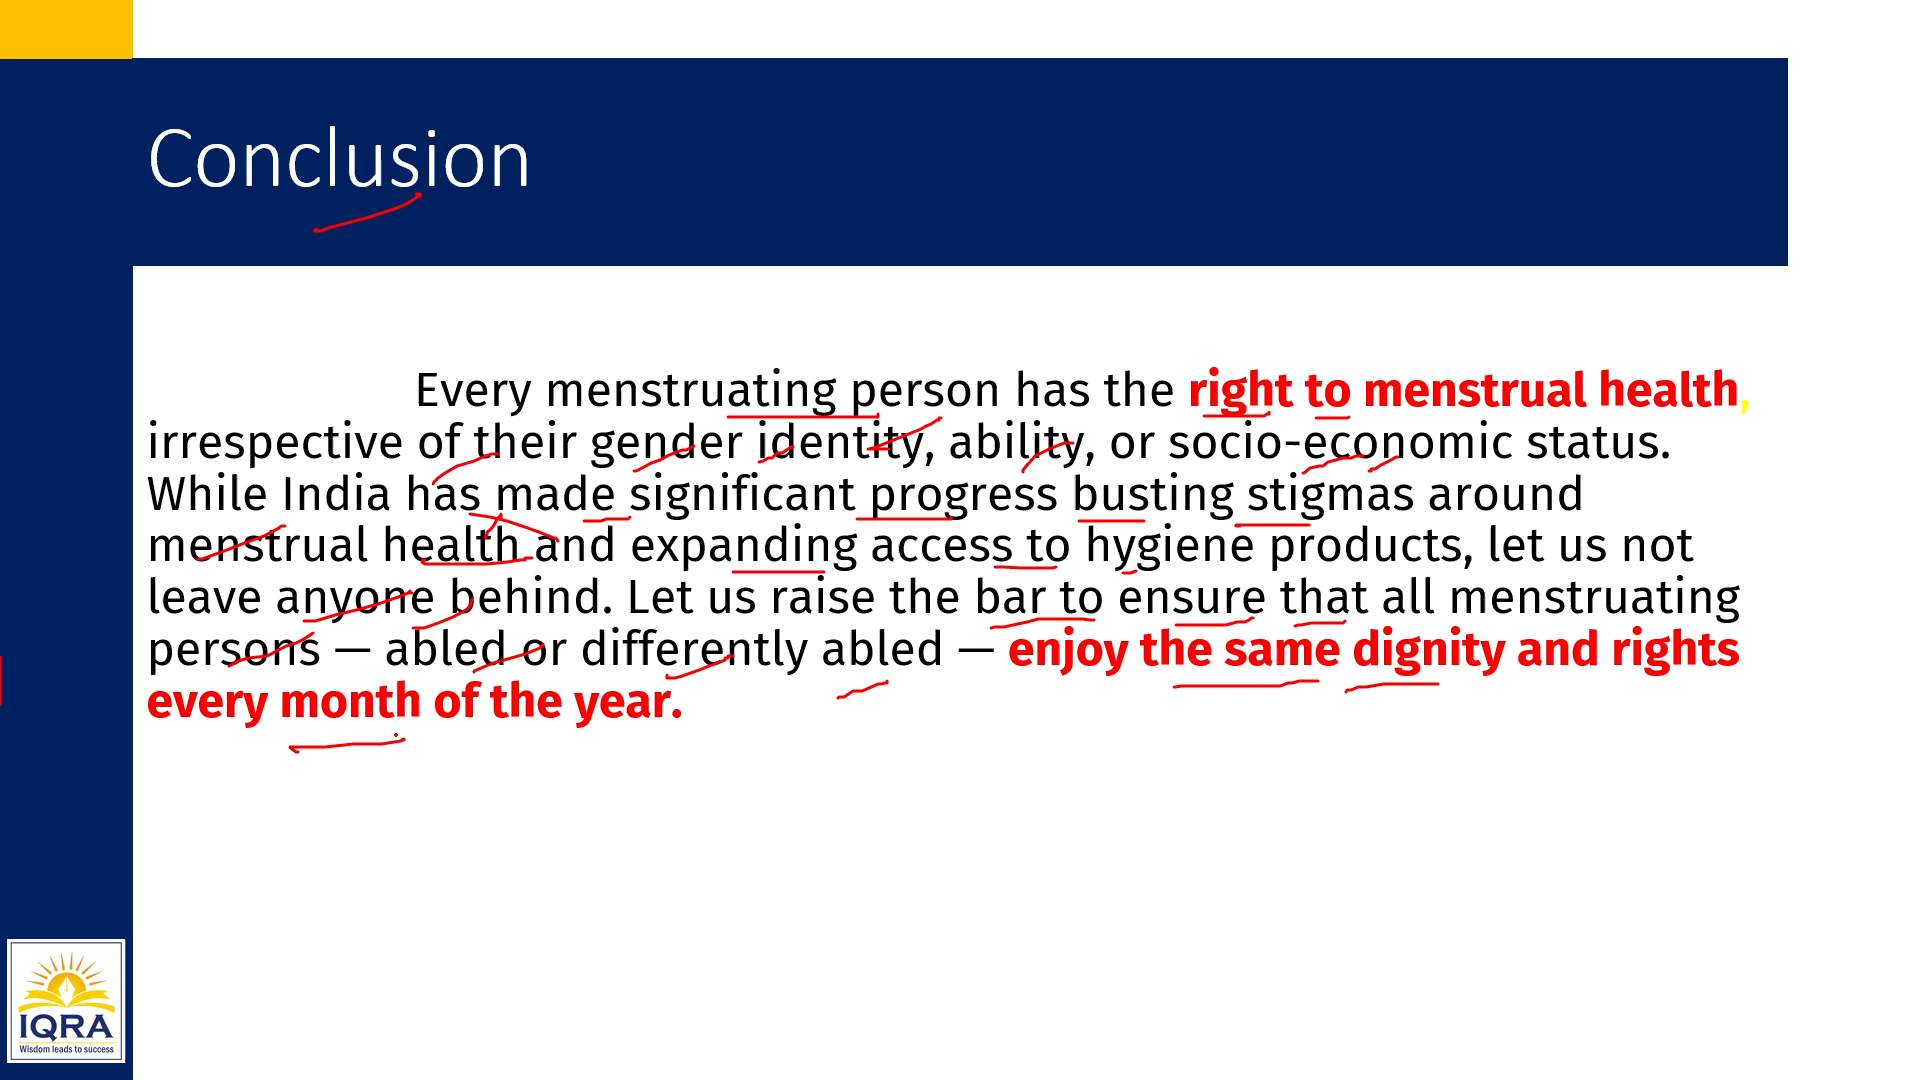 Conclusion
Every menstruating person has the right to menstrual health,
irrespective of their gender identity, ability, or socio-economic status.
While India has made significant progress busting stigmas around
menstrual health and expanding access to hygiene products, let us not
leave anyone behind. Let us raise the bar to ensure that all menstruating
persons — abled or differently abled — enjoy the same dignity and rights
every month of the year.
IQRA
Wisdom leads to success